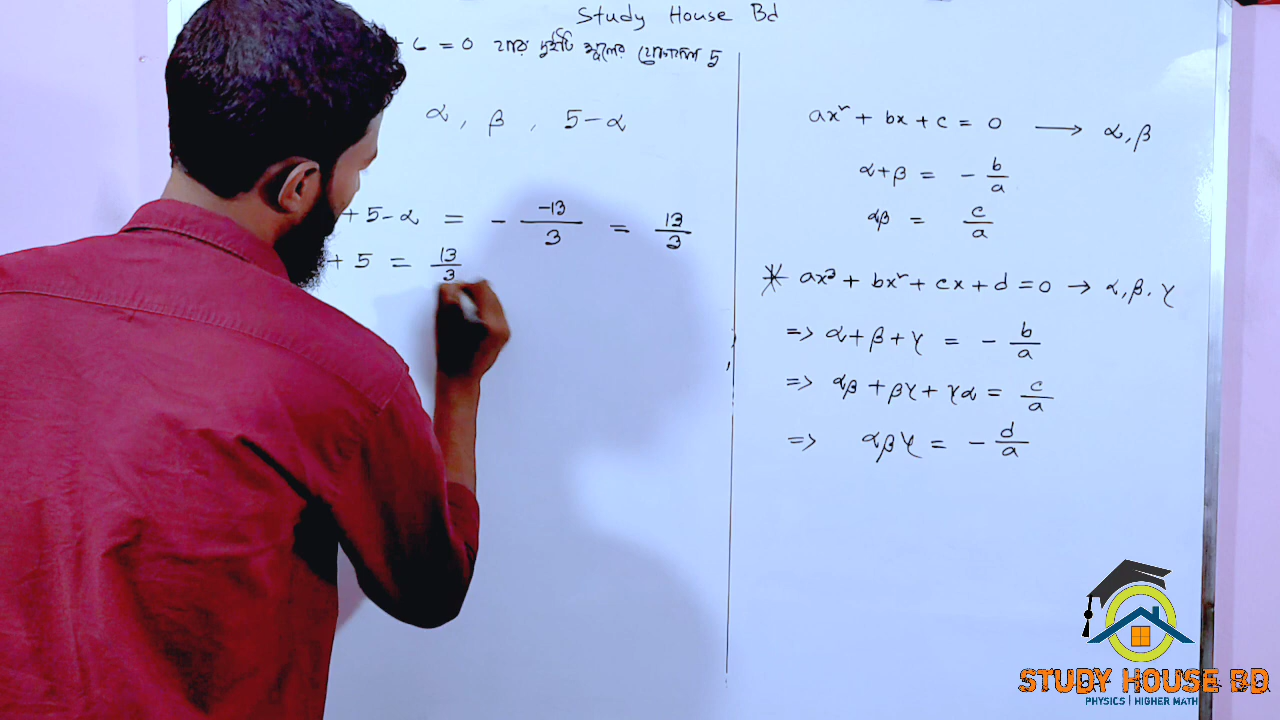 Study House Bd
+ 6 = 0 যার দুইটি মূলের যোগফল 5
α , β , 5-α
+ 5-α = - -13/3 = 13/3
+ 5 = 13/3
ax² + bx + c = 0 → α, β
α+β = - b/a
αβ = c/a
* ax³ + bx² + cx + d = 0 → α, β, γ
=> α + β + γ = - b/a
=> αβ + βγ + γα = c/a
=> αβγ = - d/a
STUDY HOUSE BD
PHYSICS | HIGHER MATH